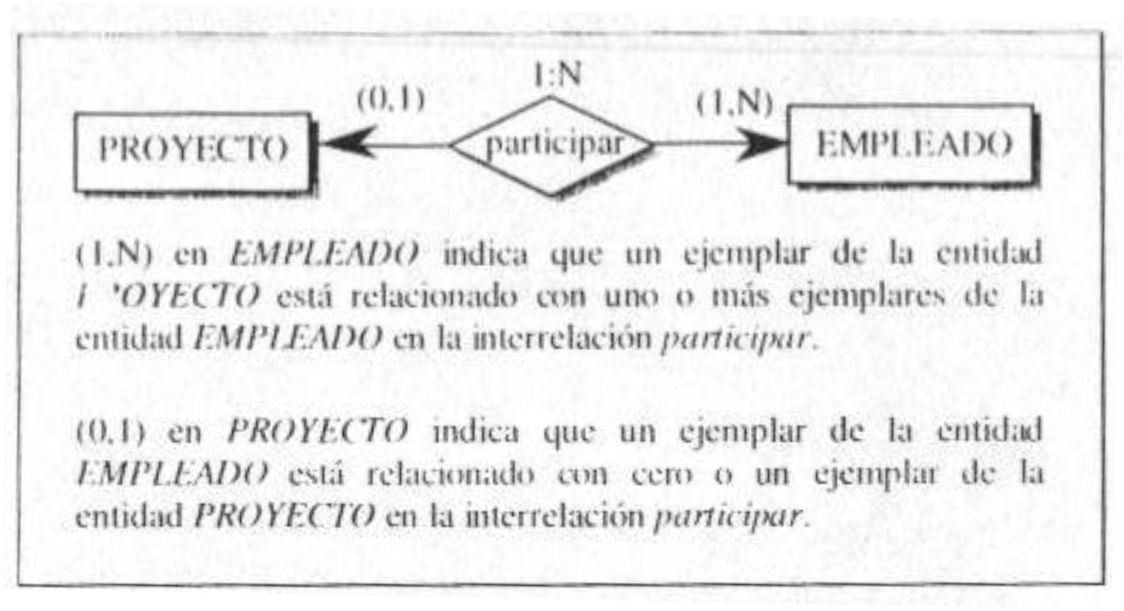 1:N
(0,1) (1,N)
PROYECTO participar EMPLEADO
(1,N) en EMPLEADO indica que un ejemplar de la entidad
OYECTO está relacionado con uno o más ejemplares de la
entidad EMPLEADO en la interrelación participar.
(0,1) en PROYECTO indica que un ejemplar de la entidad
EMPLEADO está relacionado con cero o un ejemplar de la
entidad PROYECTO en la interrelación participar.